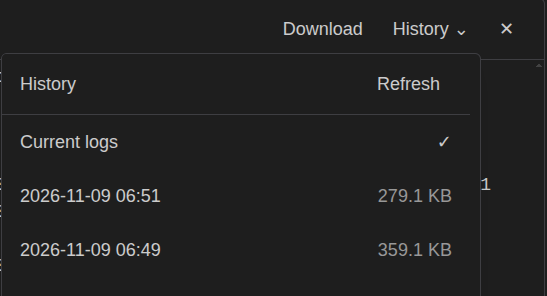 Download History
History Refresh
Current logs ✓
1
2026-11-09 06:51 279.1 KB
2026-11-09 06:49 359.1 KB